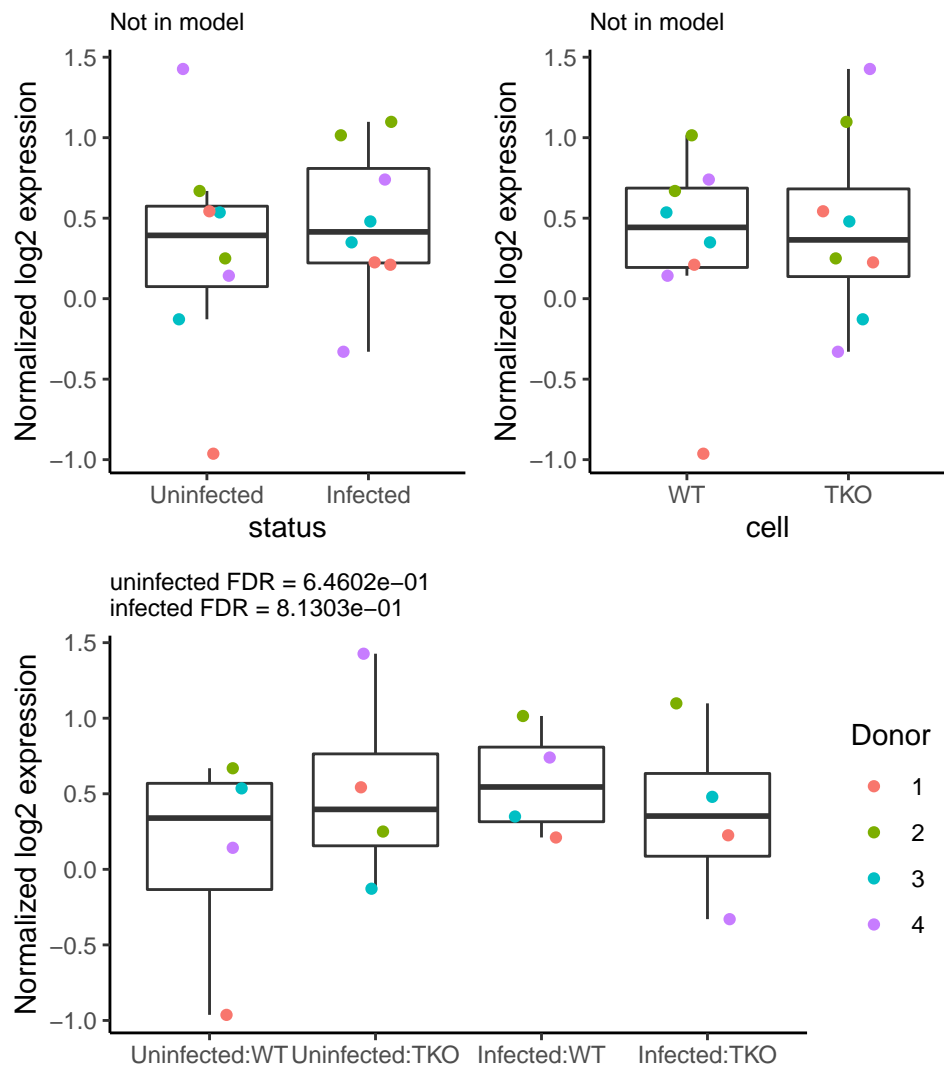 Not in model
Normalized log2 expression
1.5
1.0
0.5
0.0
−0.5
−1.0
Uninfected Infected
status
Not in model
Normalized log2 expression
1.5
1.0
0.5
0.0
−0.5
−1.0
WT TKO
cell
uninfected FDR = 6.4602e−01
infected FDR = 8.1303e−01
Normalized log2 expression
1.5
1.0
0.5
0.0
−0.5
−1.0
Uninfected:WT Uninfected:TKO Infected:WT Infected:TKO
Donor
1
2
3
4